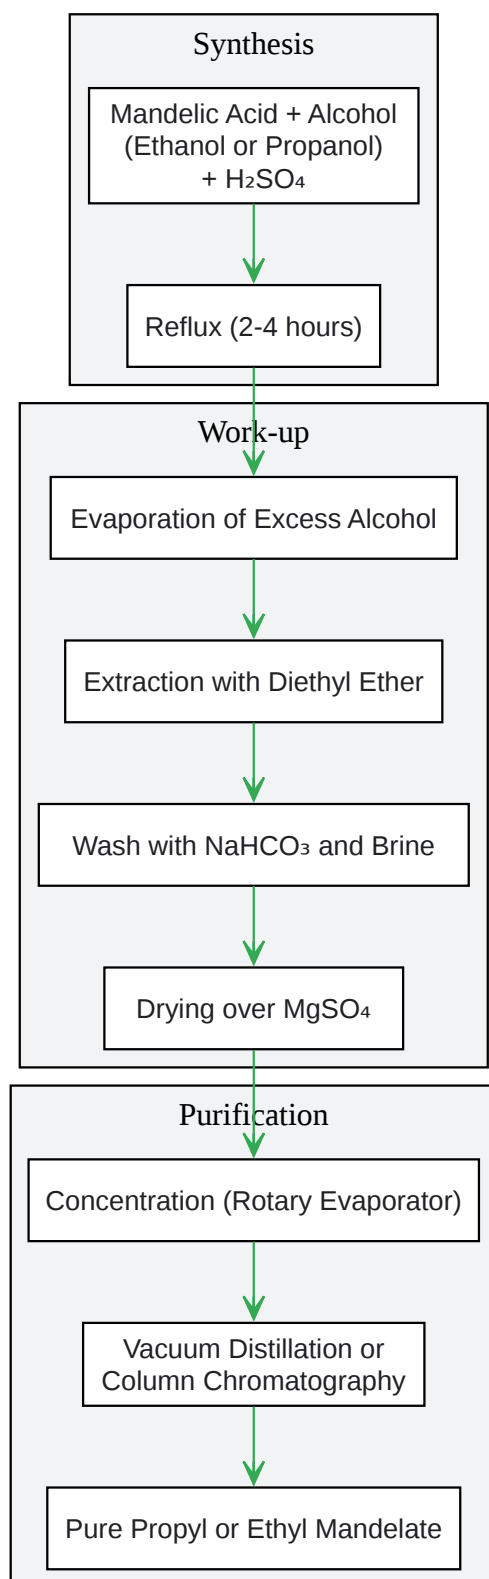 Synthesis
Mandelic Acid + Alcohol
(Ethanol or Propanol)
+ H₂SO₄
Reflux (2-4 hours)
Work-up
Evaporation of Excess Alcohol
Extraction with Diethyl Ether
Wash with NaHCO₃ and Brine
Drying over MgSO₄
Purification
Concentration (Rotary Evaporator)
Vacuum Distillation or
Column Chromatography
Pure Propyl or Ethyl Mandelate